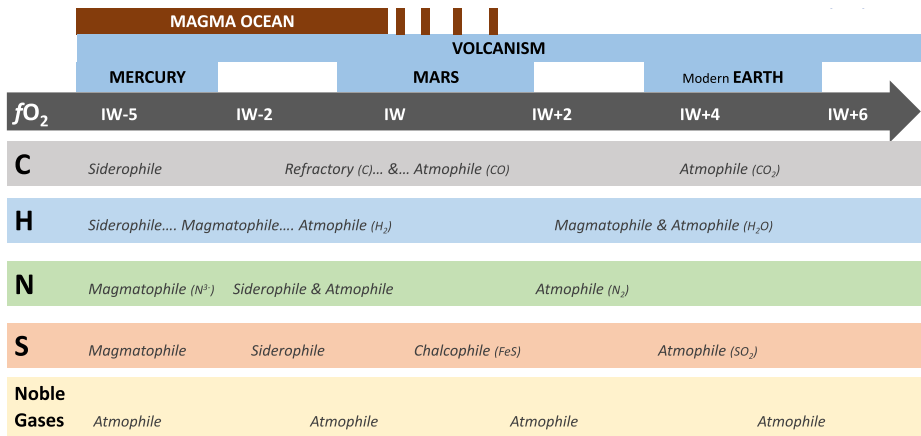 MAGMA OCEAN
VOLCANISM
MERCURY MARS Modern EARTH
fO₂ IW-5 IW-2 IW IW+2 IW+4 IW+6
C Siderophile Refractory (C)... &... Atmophile (CO) Atmophile (CO₂)
H Siderophile.... Magmatophile.... Atmophile (H₂) Magmatophile & Atmophile (H₂O)
N Magmatophile (N³⁻) Siderophile & Atmophile Atmophile (N₂)
S Magmatophile Siderophile Chalcophile (FeS) Atmophile (SO₂)
Noble
Gases Atmophile Atmophile Atmophile Atmophile